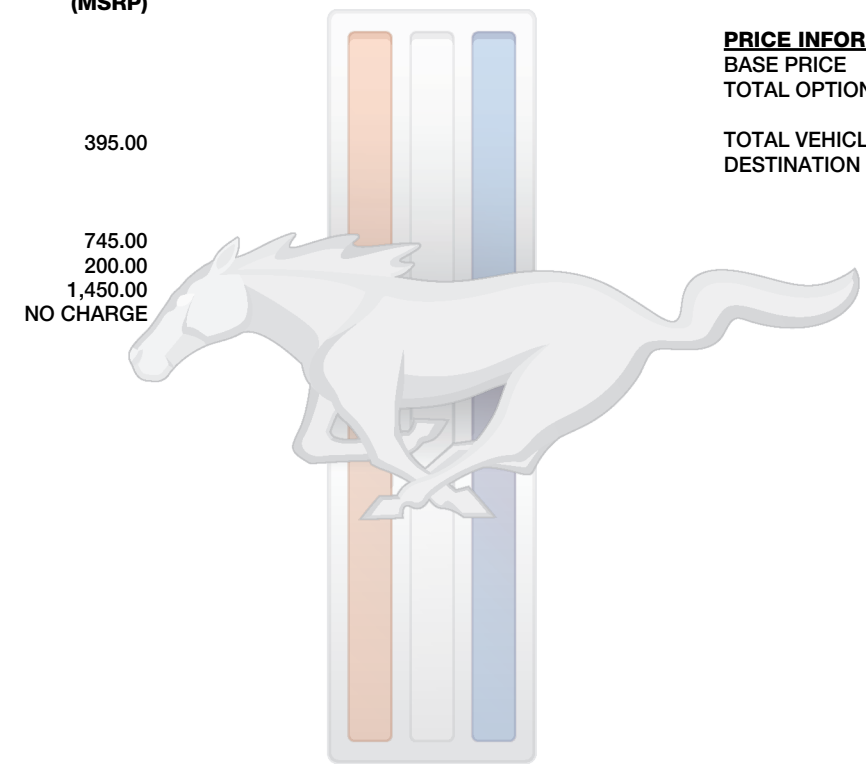 (MSRP)
395.00
745.00
200.00
1,450.00
NO CHARGE
PRICE INFOR
BASE PRICE
TOTAL OPTION
TOTAL VEHICL
DESTINATION